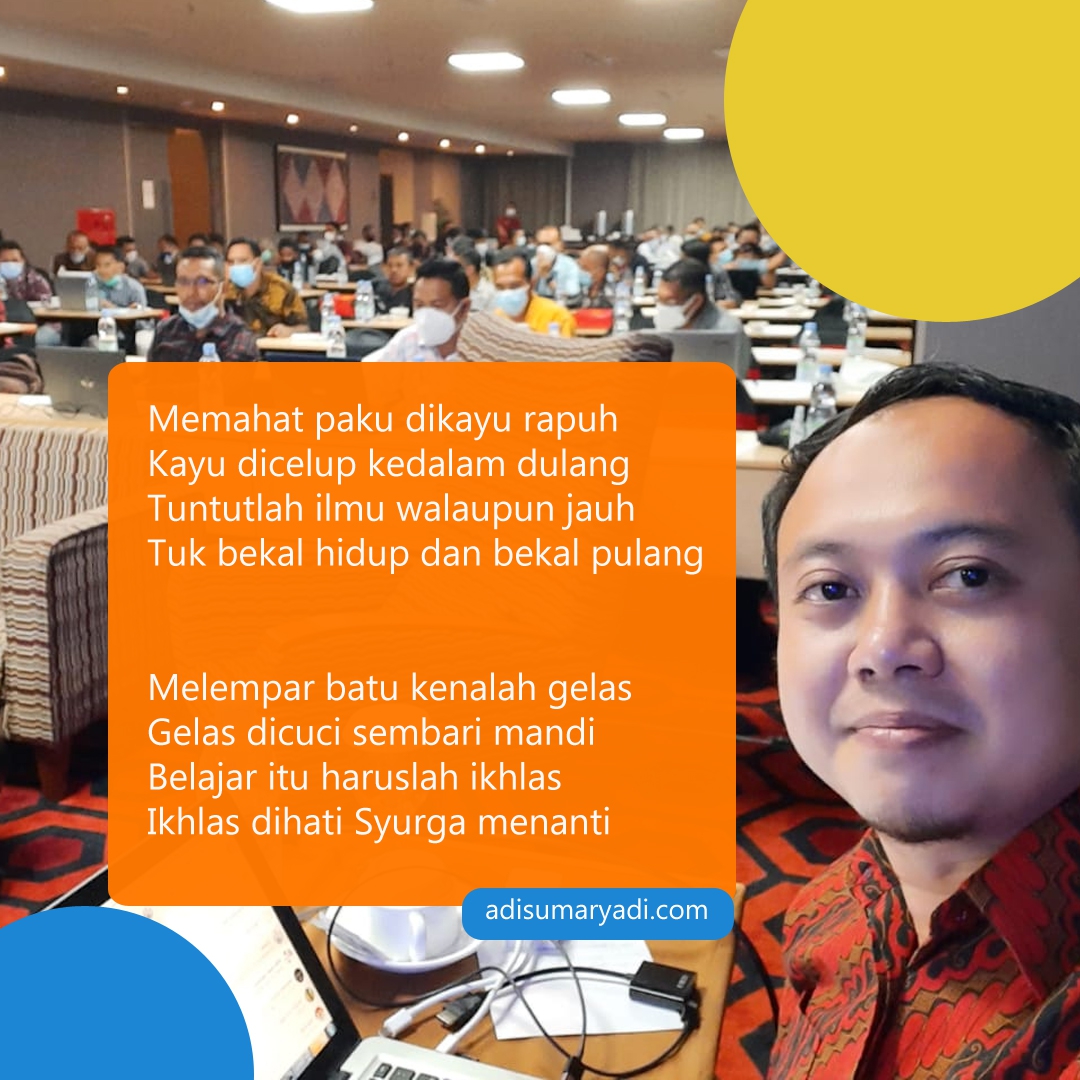 Memahat paku dikayu rapuh
Kayu dicelup kedalam dulang
Tuntutlah ilmu walaupun jauh
Tuk bekal hidup dan bekal pulang
Melempar batu kenalah gelas
Gelas dicuci sembari mandi
Belajar itu haruslah ikhlas
Ikhlas dihati Syurga menanti
adisumaryadi.com